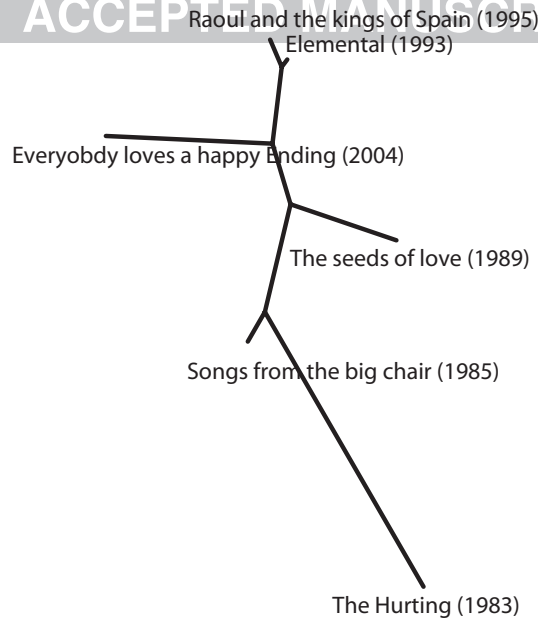 ACCEPTED MANUSCR
Raoul and the kings of Spain (1995)
Elemental (1993)
Everyobdy loves a happy Ending (2004)
The seeds of love (1989)
Songs from the big chair (1985)
The Hurting (1983)